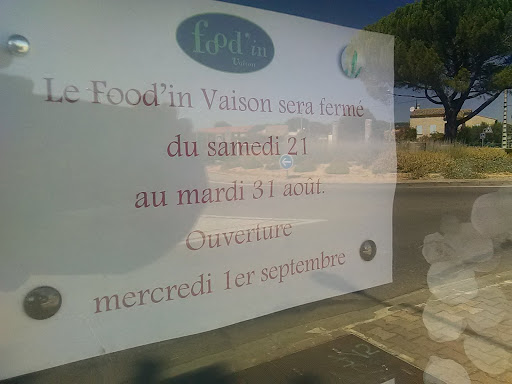 food'in
Vaison
Le Food'in Vaison sera fermé
du samedi 21
au mardi 31 août.
Ouverture
mercredi 1er septembre